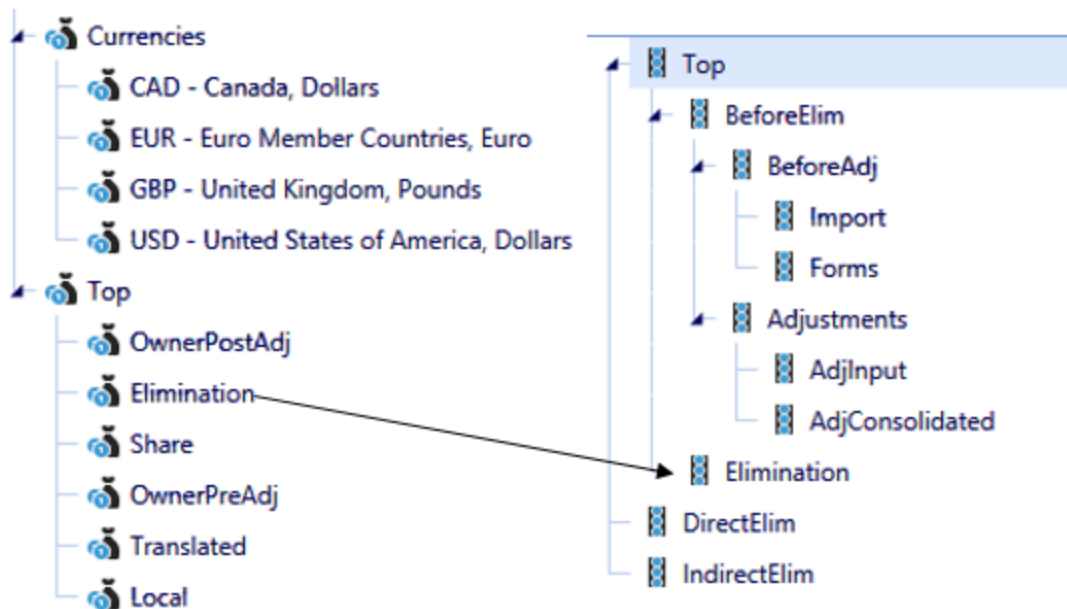 Currencies
CAD - Canada, Dollars
EUR - Euro Member Countries, Euro
GBP - United Kingdom, Pounds
USD - United States of America, Dollars
Top
OwnerPostAdj
Elimination
Share
OwnerPreAdj
Translated
Local
Top
BeforeElim
BeforeAdj
Import
Forms
Adjustments
AdjInput
AdjConsolidated
Elimination
DirectElim
IndirectElim